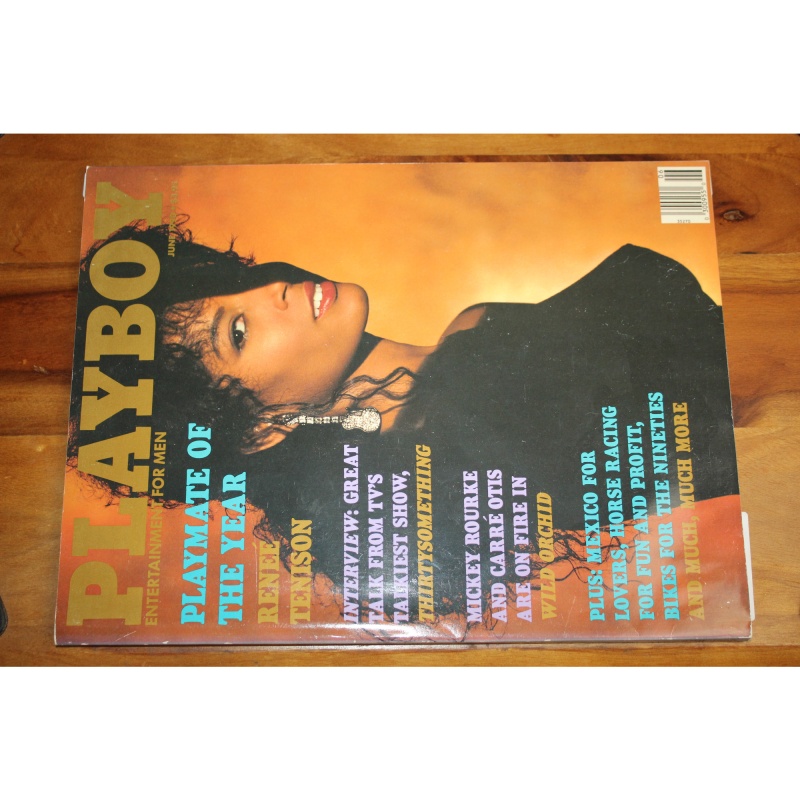 PLAYBOY
ENTERTAINMENT FOR MEN
JUNE
PLAYMATE OF
THE YEAR
RENEÉ
TENISON
INTERVIEW: GREAT
TALK FROM TV'S
TALKIEST SHOW,
THIRTYSOMETHING
MICKEY ROURKE
AND CARRÉ OTIS
ARE ON FIRE IN
WILD ORCHID
PLUS: MEXICO FOR
LOVERS, HORSE RACING
FOR FUN AND PROFIT,
BIKES FOR THE NINETIES
AND MUCH, MUCH MORE
06